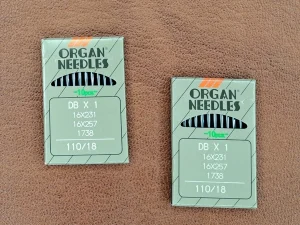 ORGAN
NEEDLES
DB X 1
16X231
16X257
1738
110/18
ORGAN
NEEDLES
DB X 1
16X231
16X257
1738
110/18